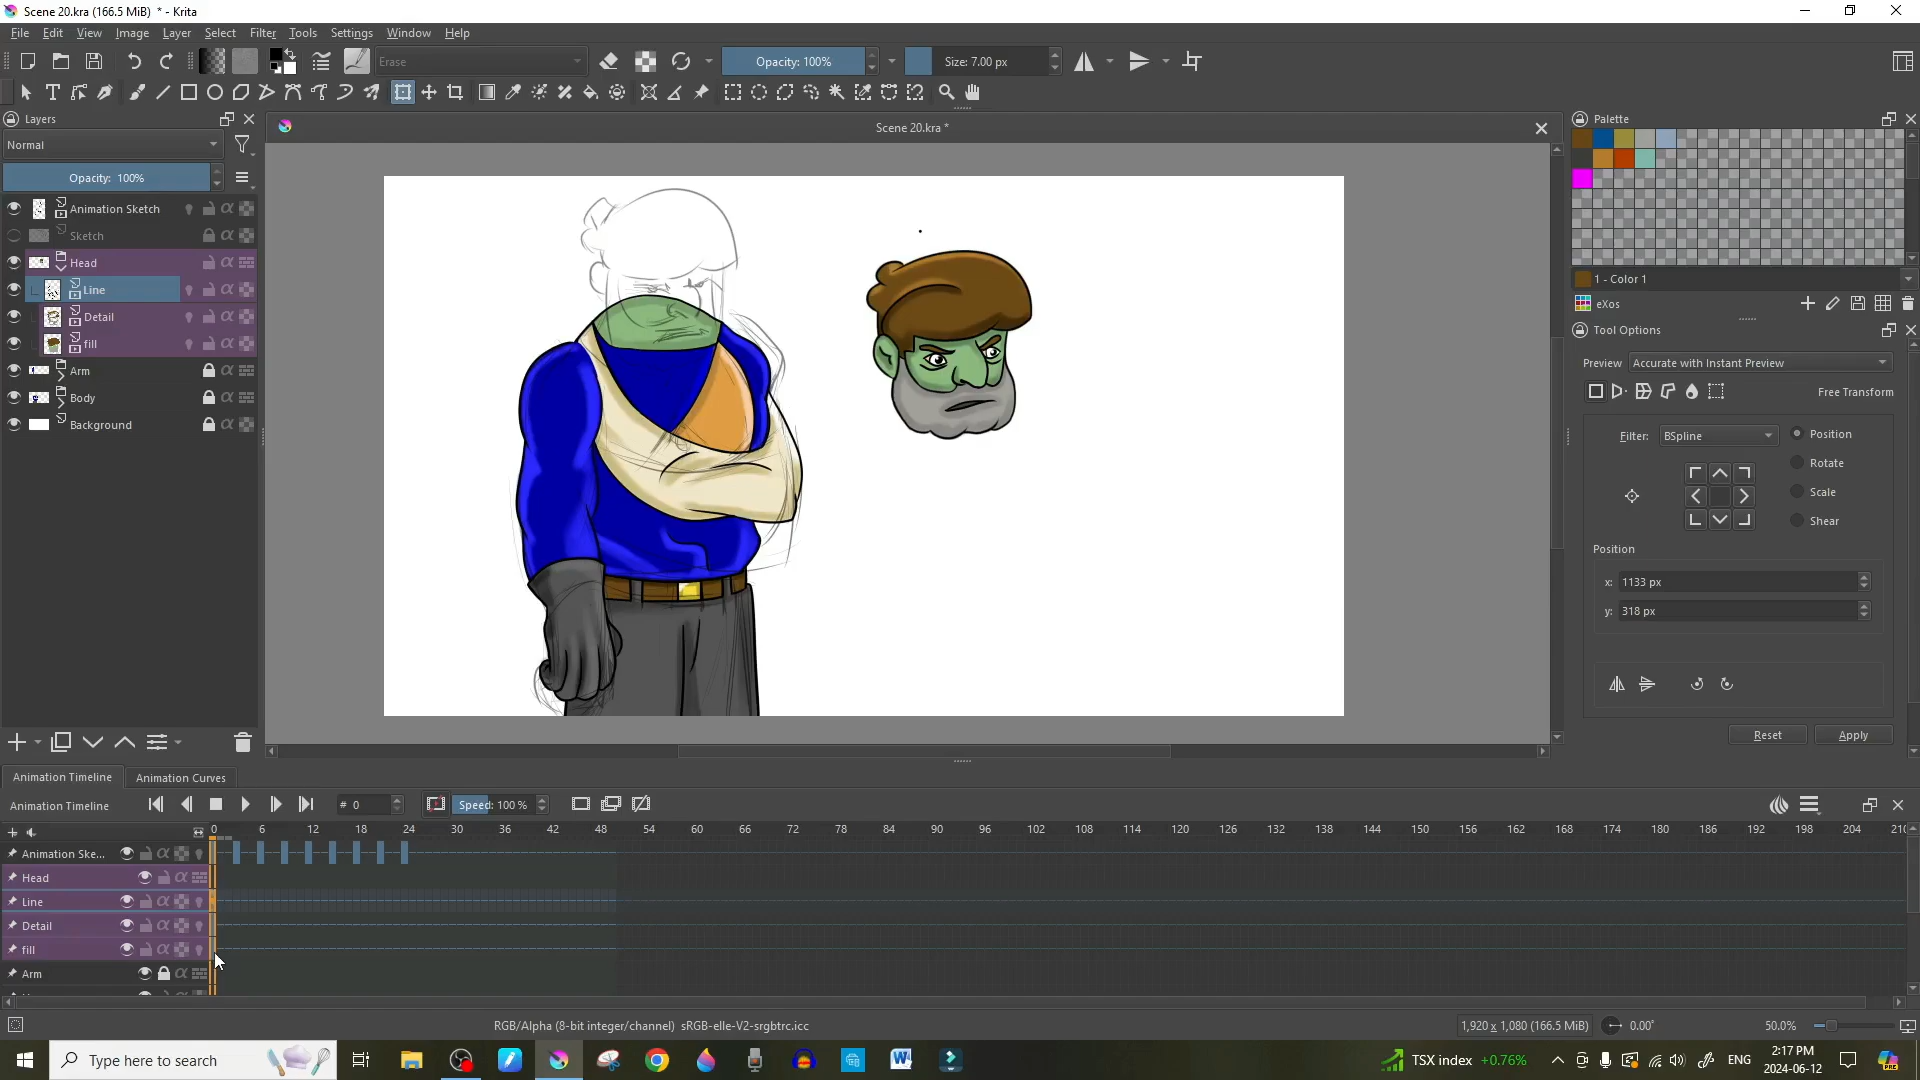 Scene 20.kra (166.5 MiB) * - Krita
File Edit View Image Layer Select Filter Tools Settings Window Help
Erase
Opacity: 100%
Size: 7.00 px
Layers
Scene 20.kra *
Palette
Normal
Opacity: 100%
Animation Sketch
Sketch
Head
Line
Detail
fill
Arm
Body
Background
1 - Color 1
eXos
Tool Options
Preview Accurate with Instant Preview
Free Transform
Filter: BSpline
Position
Rotate
Scale
Shear
Position
x: 1133 px
y: 318 px
Reset Apply
Animation Timeline Animation Curves
Animation Timeline
# 0
Speed: 100 %
0 6 12 18 24 30 36 42 48 54 60 66 72 78 84 90 96 102 108 114 120 126 132 138 144 150 156 162 168 174 180 186 192 198 204 210
Animation Ske...
Head
Line
Detail
fill
Arm
RGB/Alpha (8-bit integer/channel) sRGB-elle-V2-srgbtrc.icc
1,920 x 1,080 (166.5 MiB)
0.00°
50.0%
Type here to search
TSX index +0.76%
ENG
2:17 PM
2024-06-12